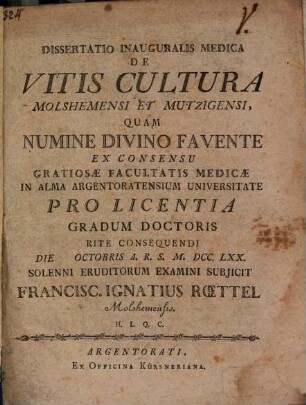 324
V.
DISSERTATIO INAUGURALIS MEDICA
DE
VITIS CULTURA
MOLSHEMENSI ET MUTZIGENSI,
QUAM
NUMINE DIVINO FAVENTE
EX CONSENSU
GRATIOSÆ FACULTATIS MEDICÆ
IN ALMA ARGENTORATENSIUM UNIVERSITATE
PRO LICENTIA
GRADUM DOCTORIS
RITE CONSEQUENDI
DIE OCTOBRIS A. R. S. M. DCC. LXX.
SOLENNI ERUDITORUM EXAMINI SUBJICIT
FRANCISC. IGNATIUS RŒTTEL
Molshemensis.
H. L. Q. C.
ARGENTORATI,
EX OFFICINA KÜRSNERIANA.